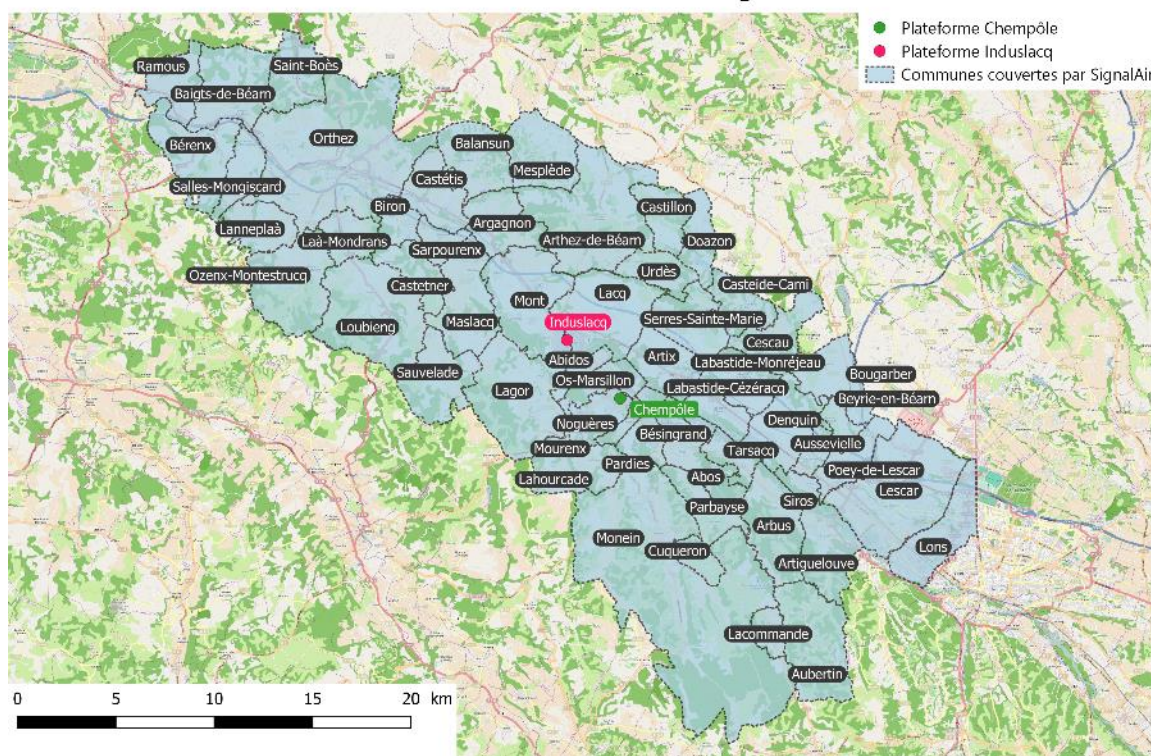 Plateforme Chempôle
Plateforme Induslacq
Communes couvertes par SignalAir
Ramous
Saint-Boès
Baigts-de-Béarn
Bérenx
Orthez
Balansun
Mesplède
Castétis
Salles-Mongiscard
Biron
Castillon
Lanneplaà
Argagnon
Laà-Mondrans
Sarpourenx
Arthez-de-Béarn
Doazon
Ozenx-Montestrucq
Castetner
Urdès
Casteide-Cami
Mont
Lacq
Loubieng
Maslacq
Induslacq
Serres-Sainte-Marie
Cescau
Abidos
Artix
Labastide-Monréjeau
Sauvelade
Lagor
Os-Marsillon
Labastide-Cézéracq
Bougarber
Beyrie-en-Béarn
Chempôle
Noguères
Bésingrand
Denguin
Mourenx
Tarsacq
Aussevielle
Pardies
Lahourcade
Abos
Poey-de-Lescar
Lescar
Parbayse
Siros
Arbus
Monein
Cuqueron
Lons
Artiguelouve
Lacommande
Aubertin
0 5 10 15 20 km